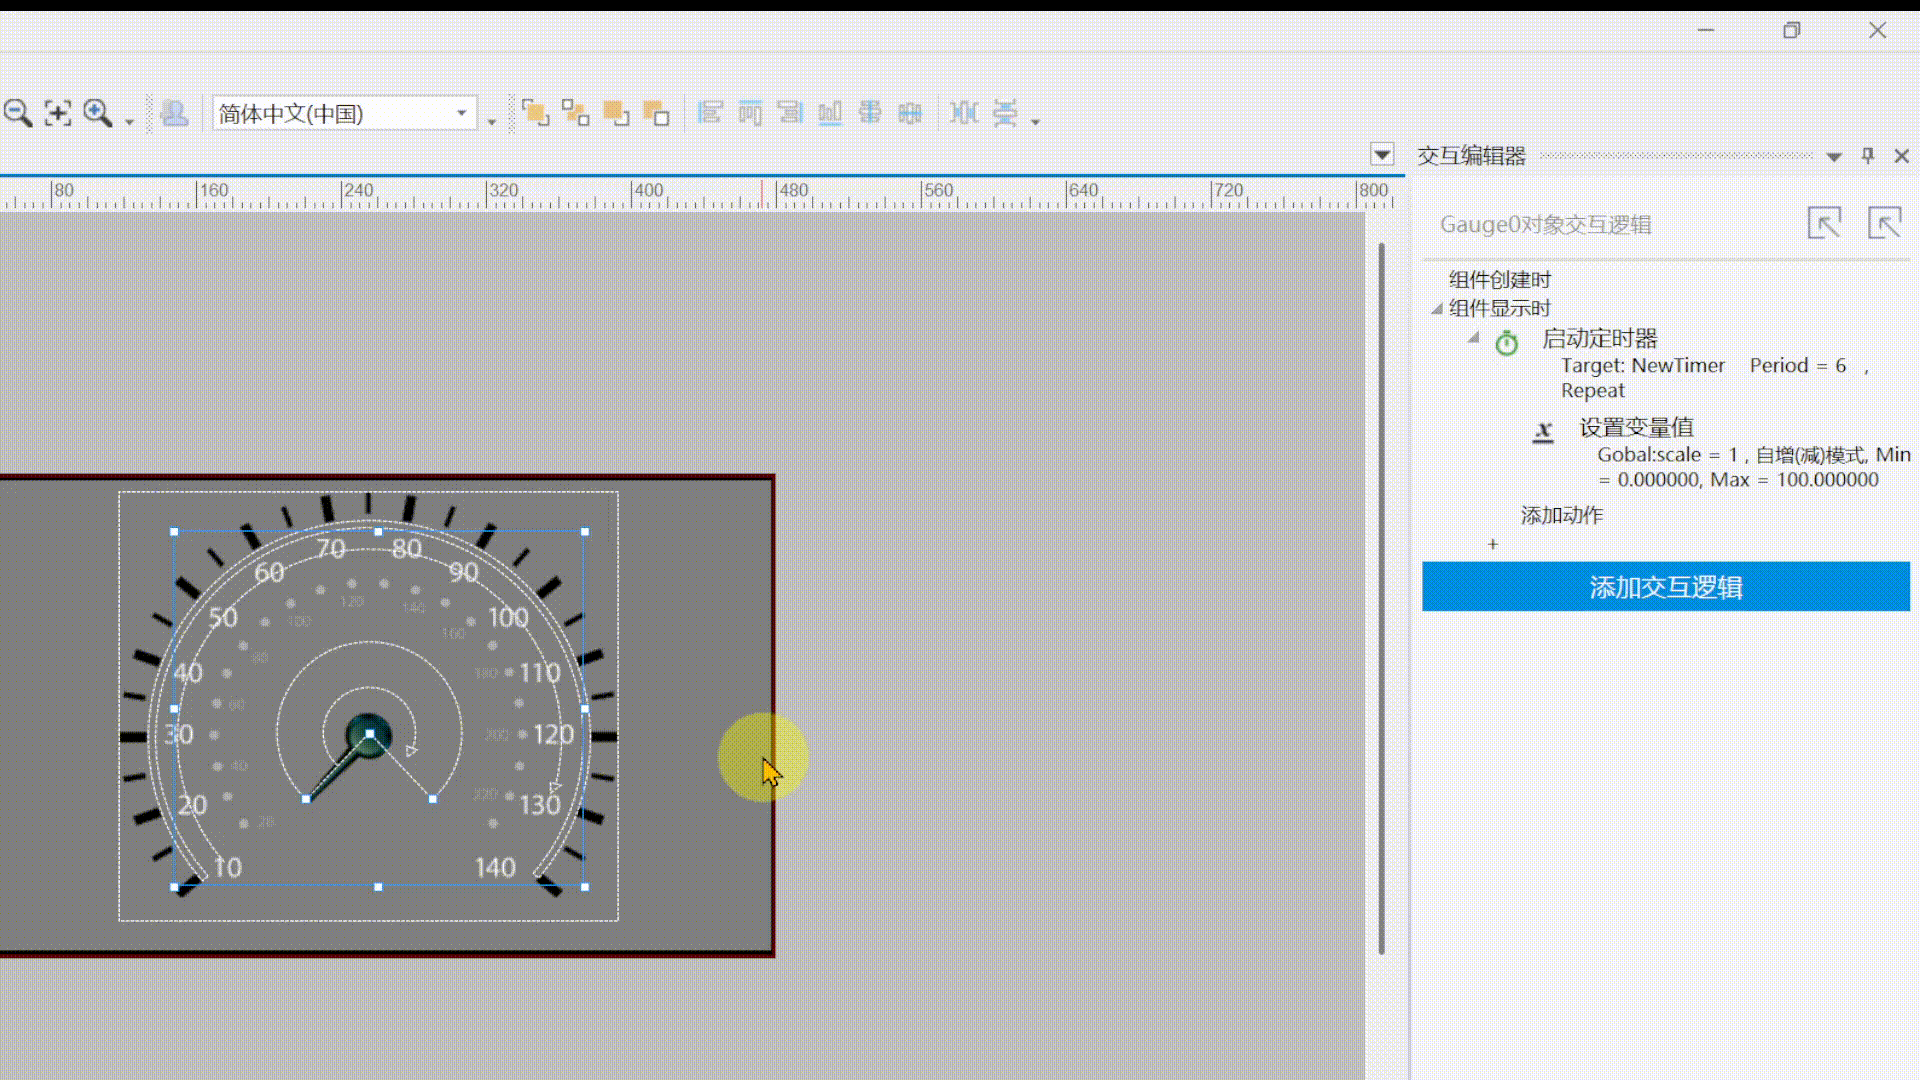 简体中文(中国)
交互编辑器
80 160 240 320 400 480 560 640 720 800
Gauge0对象交互逻辑
组件创建时
组件显示时
启动定时器
Target: NewTimer Period = 6 ,
Repeat
x 设置变量值
Gobal:scale = 1 , 自增(减)模式, Min
= 0.000000, Max = 100.000000
添加动作
+
添加交互逻辑
70 80
60 90
120 140
50 100 100
160
80
40 180 110
60
30 200 120
40
20 220 130
20
10 140